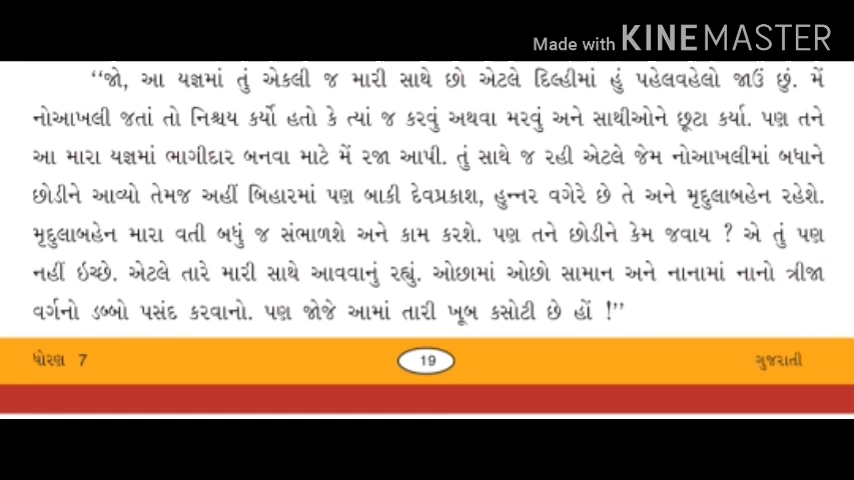 Made with KINEMASTER
“જો, આ યજ્ઞમાં તું એકલી જ મારી સાથે છો એટલે દિલ્હીમાં હું પહેલવહેલો જાઉં છું. મેં
નોઆખલી જતાં તો નિશ્ચય કર્યો હતો કે ત્યાં જ કરવું અથવા મરવું અને સાથીઓને છૂટા કર્યા. પણ તને
આ મારા યજ્ઞમાં ભાગીદાર બનવા માટે મેં રજા આપી. તું સાથે જ રહી એટલે જેમ નોઆખલીમાં બધાને
છોડીને આવ્યો તેમજ અહીં બિહારમાં પણ બાકી દેવપ્રકાશ, હુન્નર વગેરે છે તે અને મૃદુલાબહેન રહેશે.
મૃદુલાબહેન મારા વતી બધું જ સંભાળશે અને કામ કરશે. પણ તને છોડીને કેમ જવાય ? એ તું પણ
નહીં ઇચ્છે. એટલે તારે મારી સાથે આવવાનું રહ્યું. ઓછામાં ઓછો સામાન અને નાનામાં નાનો ત્રીજા
વર્ગનો ડબ્બો પસંદ કરવાનો. પણ જોજે આમાં તારી ખૂબ કસોટી છે હોં !”
ધોરણ 7
19
ગુજરાતી